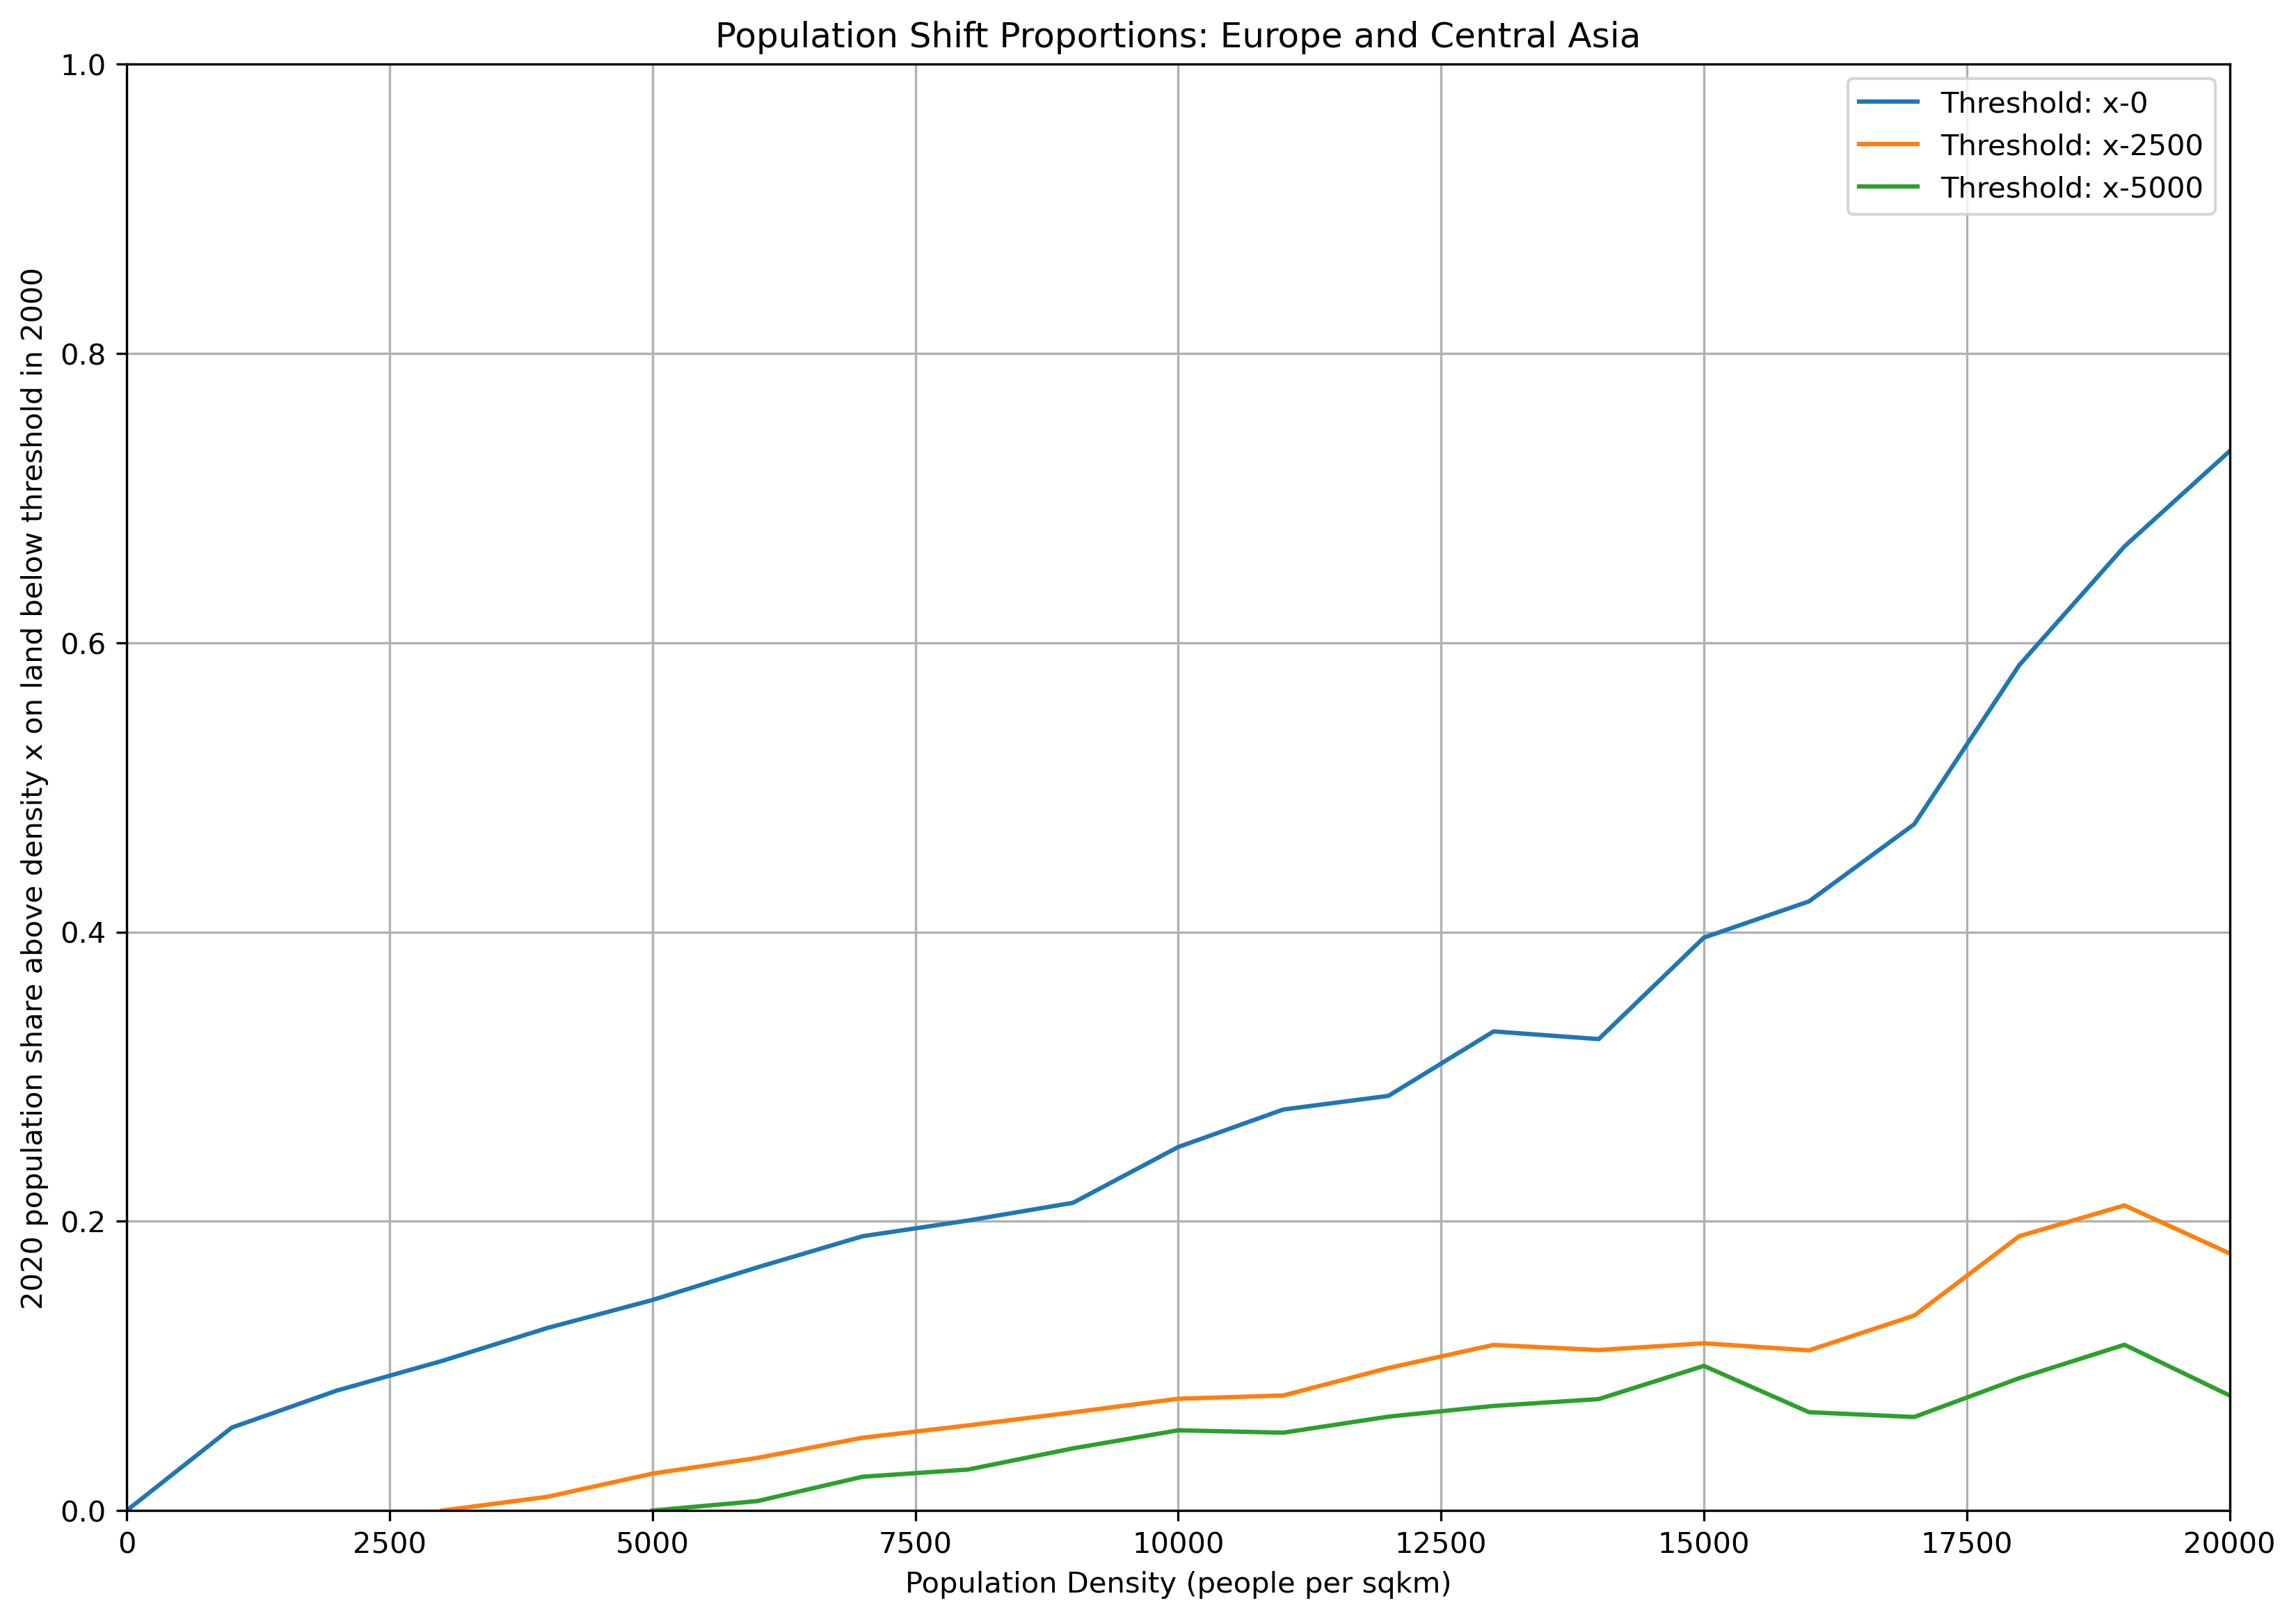 Population Shift Proportions: Europe and Central Asia
Threshold: x-0
Threshold: x-2500
Threshold: x-5000
2020 population share above density x on land below threshold in 2000
1.0
0.8
0.6
0.4
0.2
0.0
0 2500 5000 7500 10000 12500 15000 17500 20000
Population Density (people per sqkm)